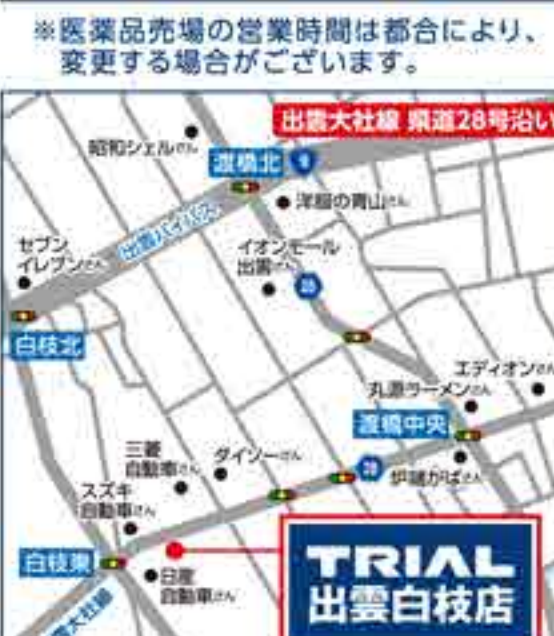 ※医薬品売場の営業時間は都合により、
変更する場合がございます。
出雲大社線 県道28号沿い
昭和シェルさん
渡橋北
9
洋服の青山さん
出雲バイパス
セブン
イレブンさん
イオンモール
出雲さん
28
白枝北
エディオンさん
丸源ラーメンさん
渡橋中央
三菱
自動車さん
ダイソーさん
28
炉端かばさん
スズキ
自動車さん
白枝東
日産
自動車さん
TRIAL
出雲白枝店
雲大社線